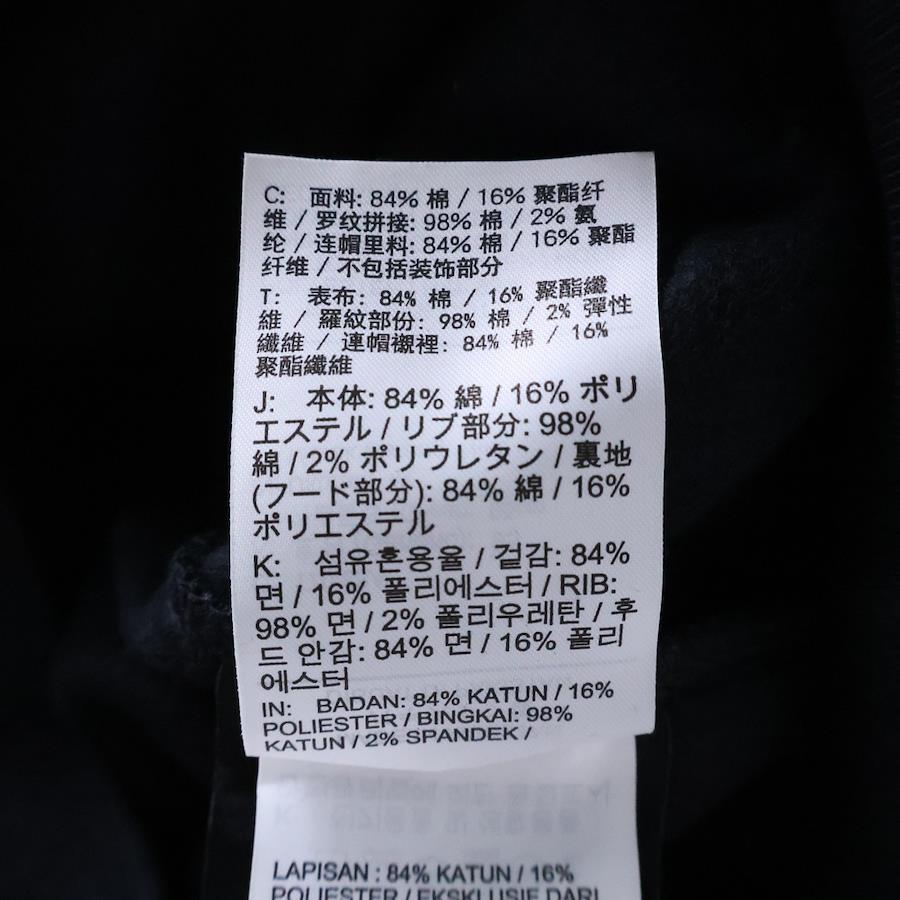 C: 面料: 84% 棉 / 16% 聚酯纤
维 / 罗纹拼接: 98% 棉 / 2% 氨
纶 / 连帽里料: 84% 棉 / 16% 聚酯
纤维 / 不包括装饰部分
T: 表布: 84% 棉 / 16% 聚酯纖
維 / 羅紋部份: 98% 棉 / 2% 彈性
纖維 / 連帽襯裡: 84% 棉 / 16%
聚酯纖維
J: 本体: 84% 綿 / 16% ポリ
エステル / リブ部分: 98%
綿 / 2% ポリウレタン / 裏地
(フード部分): 84% 綿 / 16%
ポリエステル
K: 섬유혼용율 / 겉감: 84%
면 / 16% 폴리에스터 / RIB:
98% 면 / 2% 폴리우레탄 / 후
드 안감: 84% 면 / 16% 폴리
에스터
IN: BADAN: 84% KATUN / 16%
POLIESTER / BINGKAI: 98%
KATUN / 2% SPANDEK /
LAPISAN : 84% KATUN / 16%
POLIESTER / EKSKLUSIF DARI